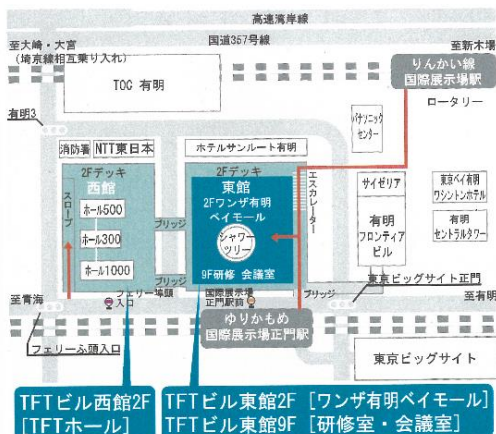 高速湾岸線
国道357号線
至大崎・大宮
(埼京線相互乗り入れ)
至新木場
りんかい線
国際展示場駅
TOC 有明
ロータリー
有明3
パナソニック
センター
消防署
NTT東日本
ホテルサンルート有明
2Fデッキ
西館
スロープ
ホール500
ホール300
ホール1000
ブリッジ
ブリッジ
2Fデッキ
東館
2Fワンザ有明
ベイモール
シャワー
ツリー
9F研修 会議室
エスカレーター
サイゼリア
有明
フロンティア
ビル
東京ベイ有明
ワシントンホテル
有明
セントラルタワー
東京ビッグサイト正門
至青海
フェリー埠頭
入口
国際展示場
正門駅前
ブリッジ
至有明
ゆりかもめ
国際展示場正門駅
フェリーふ頭入口
東京ビッグサイト
TFTビル西館2F
[TFTホール]
TFTビル東館2F [ワンザ有明ベイモール]
TFTビル東館9F [研修室・会議室]